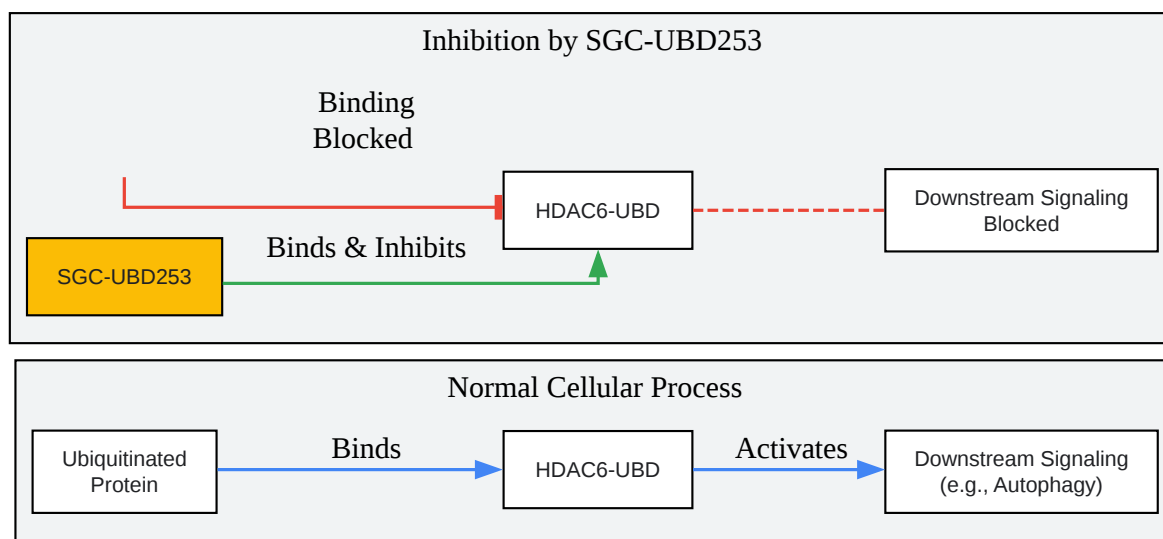 Inhibition by SGC-UBD253
Binding
Blocked
HDAC6-UBD
Downstream Signaling
Blocked
Binds & Inhibits
SGC-UBD253
Normal Cellular Process
Ubiquitinated
Protein
Binds
HDAC6-UBD
Activates
Downstream Signaling
(e.g., Autophagy)